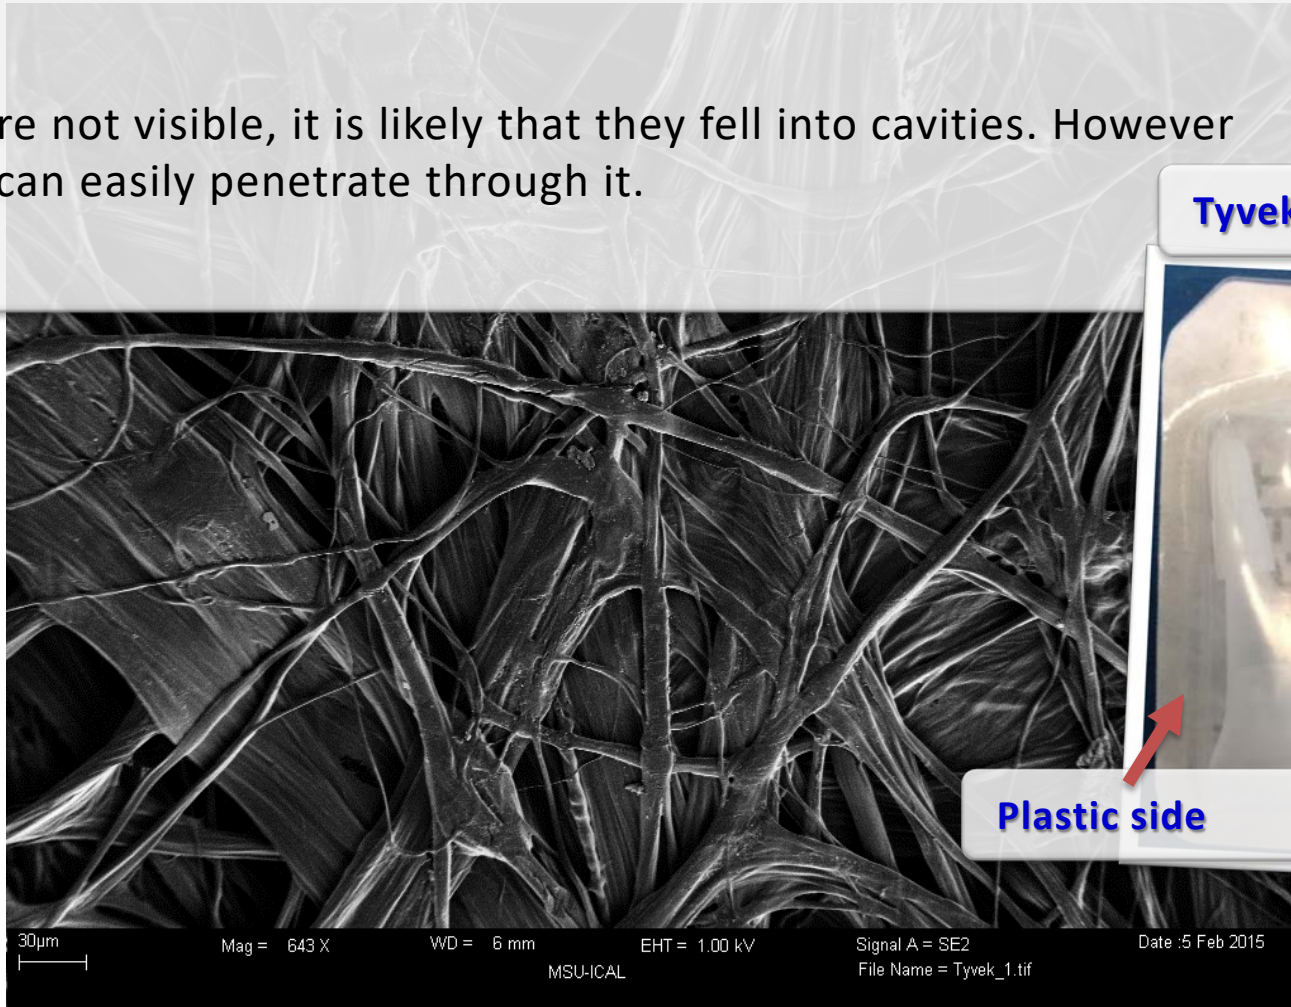 re not visible, it is likely that they fell into cavities. However
can easily penetrate through it.
Tyvek
Plastic side
30µm
Mag = 643 X
WD = 6 mm
EHT = 1.00 kV
Signal A = SE2
Date :5 Feb 2015
MSU-ICAL
File Name = Tyvek_1.tif